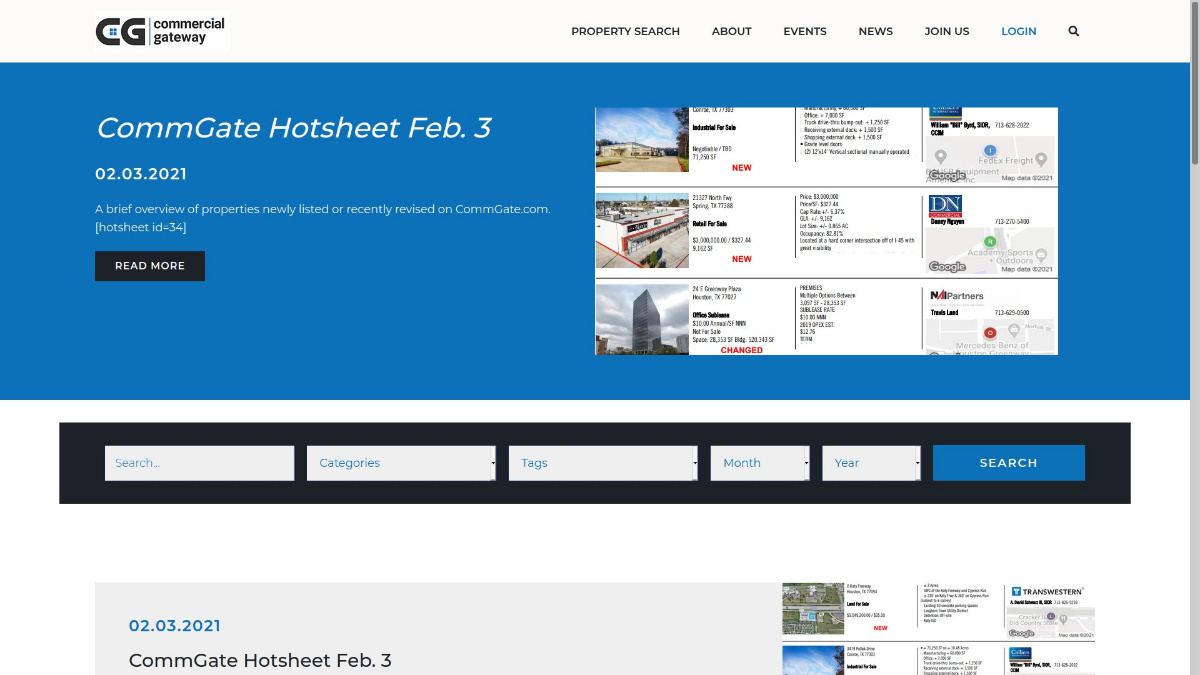 commercial
gateway
PROPERTY SEARCH
ABOUT
EVENTS
NEWS
JOIN US
LOGIN
CommGate Hotsheet Feb. 3
02.03.2021
A brief overview of properties newly listed or recently revised on CommGate.com.
[hotsheet id=34]
READ MORE
Conroe, TX 77303
Industrial For Sale
Negotiable / TBD
71,250 SF
NEW
Office: + 7,000 SF
Truck drive-thru bump-out: + 1,250 SF
Receiving external dock: + 1,500 SF
Shopping external dock: + 1,500 SF
• Grade level doors
(2) 12'x14' Vertical sectional manually operated
William "Bill" Byrd, SIOR,
CCIM
713-628-2022
FedEx Freight
Google
Map data ©2021
21327 North Fwy
Spring, TX 77388
Retail For Sale
$3,000,000.00 / $327.44
9,162 SF
NEW
Price: $3,000,000
Price/SF: $327.44
Cap Rate +/- 5.37%
GLA: +/- 9,162
Lot Size: +/- 0.865 AC
Occupancy: 82.81%
Located at a hard corner intersection off of I-45 with
great visibility
DN
Danny Nguyen
713-270-5400
Academy Sports
+ Outdoors
Google
Map data ©2021
24 E Greenway Plaza
Houston, TX 77027
Office Sublease
$10.00 Annual/SF NNN
Not For Sale
Space: 28,353 SF Bldg: 120,343 SF
CHANGED
PREMISES
Multiple Options Between
3,097 SF - 28,353 SF
SUBLEASE RATE
$10.00 NNN
2019 OPEX EST.
$12.76
TERM
NAIPartners
Travis Land
713-629-0500
Norfolk St
Mercedes Benz of
Houston Greenway
Search...
Categories
Tags
Month
Year
SEARCH
02.03.2021
CommGate Hotsheet Feb. 3
Land For Sale
NEW
TRANSWESTERN
Google
Map data ©2021
Conroe, TX 77303
Industrial For Sale
Colliers
William "Bill" Byrd, SIOR,
CCIM
713-628-2022